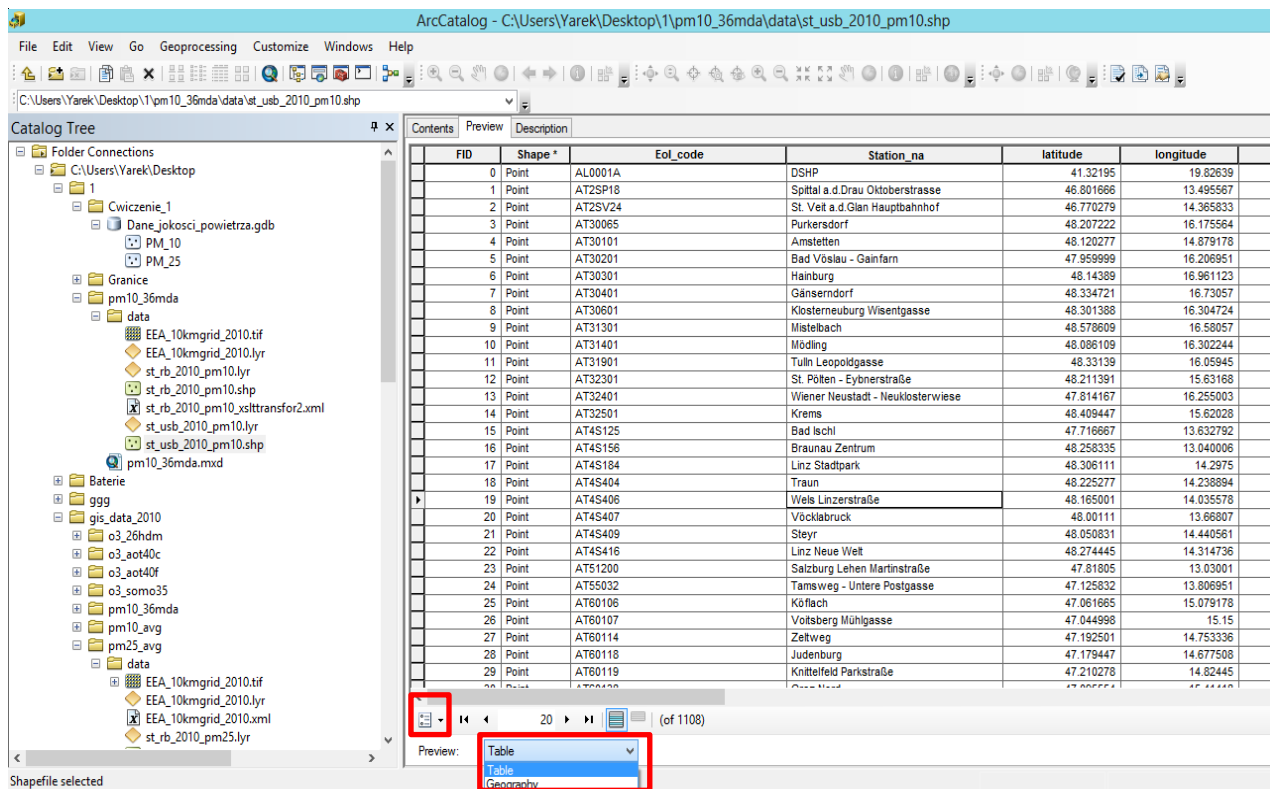 ArcCatalog - C:\Users\Yarek\Desktop\1\pm10_36mda\data\st_usb_2010_pm10.shp
File Edit View Go Geoprocessing Customize Windows Help
C:\Users\Yarek\Desktop\1\pm10_36mda\data\st_usb_2010_pm10.shp
Catalog Tree
Folder Connections
C:\Users\Yarek\Desktop
1
Cwiczenie_1
Dane_jokosci_powietrza.gdb
PM_10
PM_25
Granice
pm10_36mda
data
EEA_10kmgrid_2010.tif
EEA_10kmgrid_2010.lyr
st_rb_2010_pm10.lyr
st_rb_2010_pm10.shp
st_rb_2010_pm10_xslttransfor2.xml
st_usb_2010_pm10.lyr
st_usb_2010_pm10.shp
pm10_36mda.mxd
Baterie
ggg
gis_data_2010
o3_26hdm
o3_aot40c
o3_aot40f
o3_somo35
pm10_36mda
pm10_avg
pm25_avg
data
EEA_10kmgrid_2010.tif
EEA_10kmgrid_2010.lyr
EEA_10kmgrid_2010.xml
st_rb_2010_pm25.lyr
Contents Preview Description
FID Shape * EoI_code Station_na latitude longitude
0 Point AL0001A DSHP 41.32195 19.82639
1 Point AT2SP18 Spittal a.d.Drau Oktoberstrasse 46.801666 13.495567
2 Point AT2SV24 St. Veit a.d.Glan Hauptbahnhof 46.770279 14.365833
3 Point AT30065 Purkersdorf 48.207222 16.175564
4 Point AT30101 Amstetten 48.120277 14.879178
5 Point AT30201 Bad Vöslau - Gainfarn 47.959999 16.206951
6 Point AT30301 Hainburg 48.14389 16.961123
7 Point AT30401 Gänserndorf 48.334721 16.73057
8 Point AT30601 Klosterneuburg Wisentgasse 48.301388 16.304724
9 Point AT31301 Mistelbach 48.578609 16.58057
10 Point AT31401 Mödling 48.086109 16.302244
11 Point AT31901 Tulln Leopoldgasse 48.33139 16.05945
12 Point AT32301 St. Pölten - Eybnerstraße 48.211391 15.63168
13 Point AT32401 Wiener Neustadt - Neuklosterwiese 47.814167 16.255003
14 Point AT32501 Krems 48.409447 15.62028
15 Point AT4S125 Bad Ischl 47.716667 13.632792
16 Point AT4S156 Braunau Zentrum 48.258335 13.040006
17 Point AT4S184 Linz Stadtpark 48.306111 14.2975
18 Point AT4S404 Traun 48.225277 14.238894
19 Point AT4S406 Wels Linzerstraße 48.165001 14.035578
20 Point AT4S407 Vöcklabruck 48.00111 13.66807
21 Point AT4S409 Steyr 48.050831 14.440561
22 Point AT4S416 Linz Neue Welt 48.274445 14.314736
23 Point AT51200 Salzburg Lehen Martinstraße 47.81805 13.03001
24 Point AT55032 Tamsweg - Untere Postgasse 47.125832 13.806951
25 Point AT60106 Köflach 47.061665 15.079178
26 Point AT60107 Voitsberg Mühlgasse 47.044998 15.15
27 Point AT60114 Zeltweg 47.192501 14.753336
28 Point AT60118 Judenburg 47.179447 14.677508
29 Point AT60119 Knittelfeld Parkstraße 47.210278 14.82445
20 (of 1108)
Preview: Table
Table
Geography
Shapefile selected